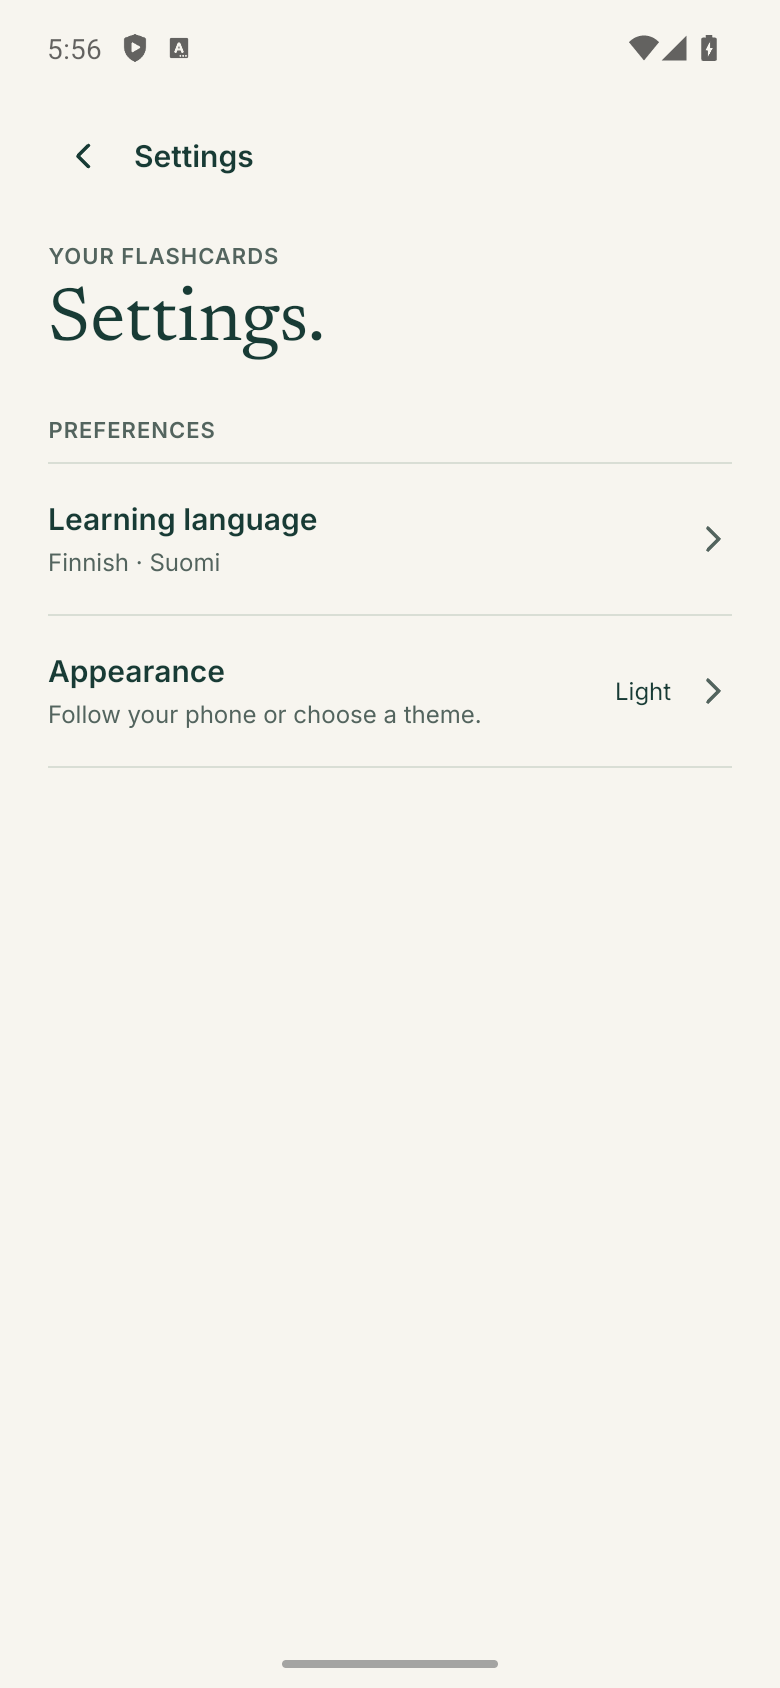 5:56
Settings
YOUR FLASHCARDS
Settings.
PREFERENCES
Learning language
Finnish · Suomi
Appearance
Follow your phone or choose a theme.
Light